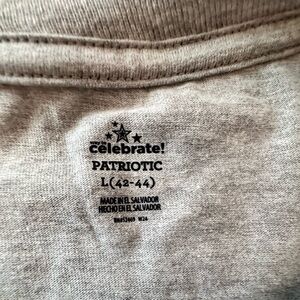 celebrate!
PATRIOTIC
L(42-44)
MADE IN EL SALVADOR
HECHO EN EL SALVADOR